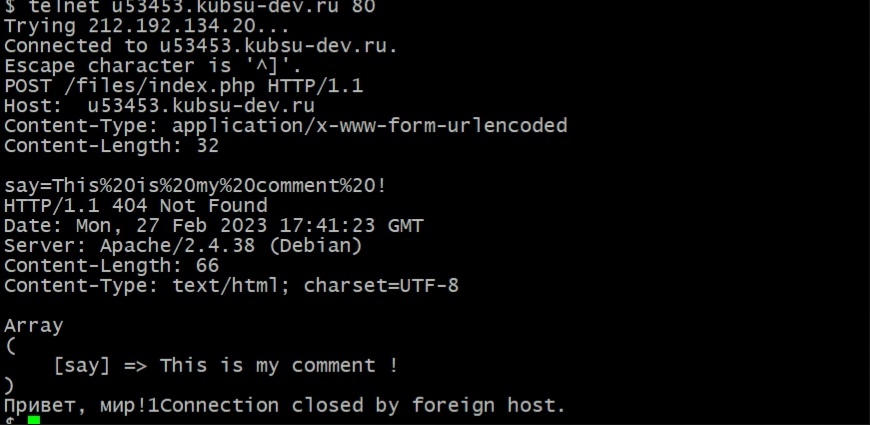 $ telnet u53453.kubsu-dev.ru 80
Trying 212.192.134.20...
Connected to u53453.kubsu-dev.ru.
Escape character is '^]'.
POST /files/index.php HTTP/1.1
Host:  u53453.kubsu-dev.ru
Content-Type: application/x-www-form-urlencoded
Content-Length: 32

say=This%20is%20my%20comment%20!
HTTP/1.1 404 Not Found
Date: Mon, 27 Feb 2023 17:41:23 GMT
Server: Apache/2.4.38 (Debian)
Content-Length: 66
Content-Type: text/html; charset=UTF-8

Array
(
    [say] => This is my comment !
)
Привет, мир!1Connection closed by foreign host.
$